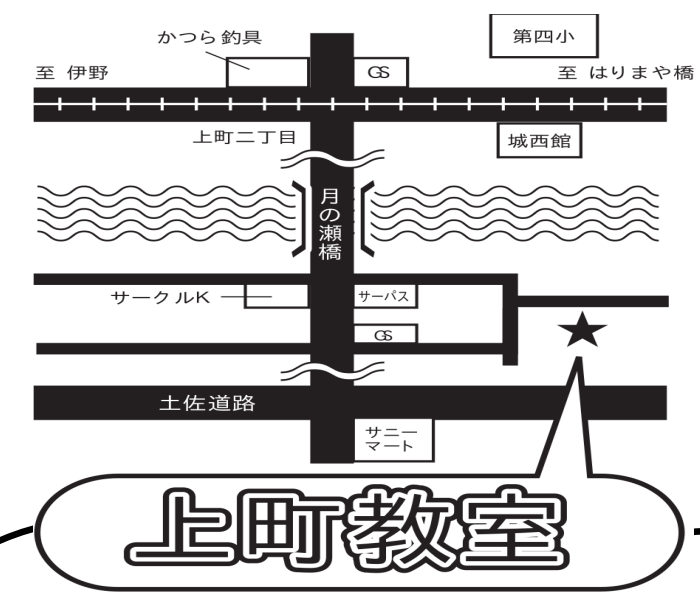 かつら釣具
GS
第四小
至 伊野
至 はりまや橋
上町二丁目
城西館
月の瀬橋
サークルK
サーパス
GS
土佐道路
サニー
マート
上町教室